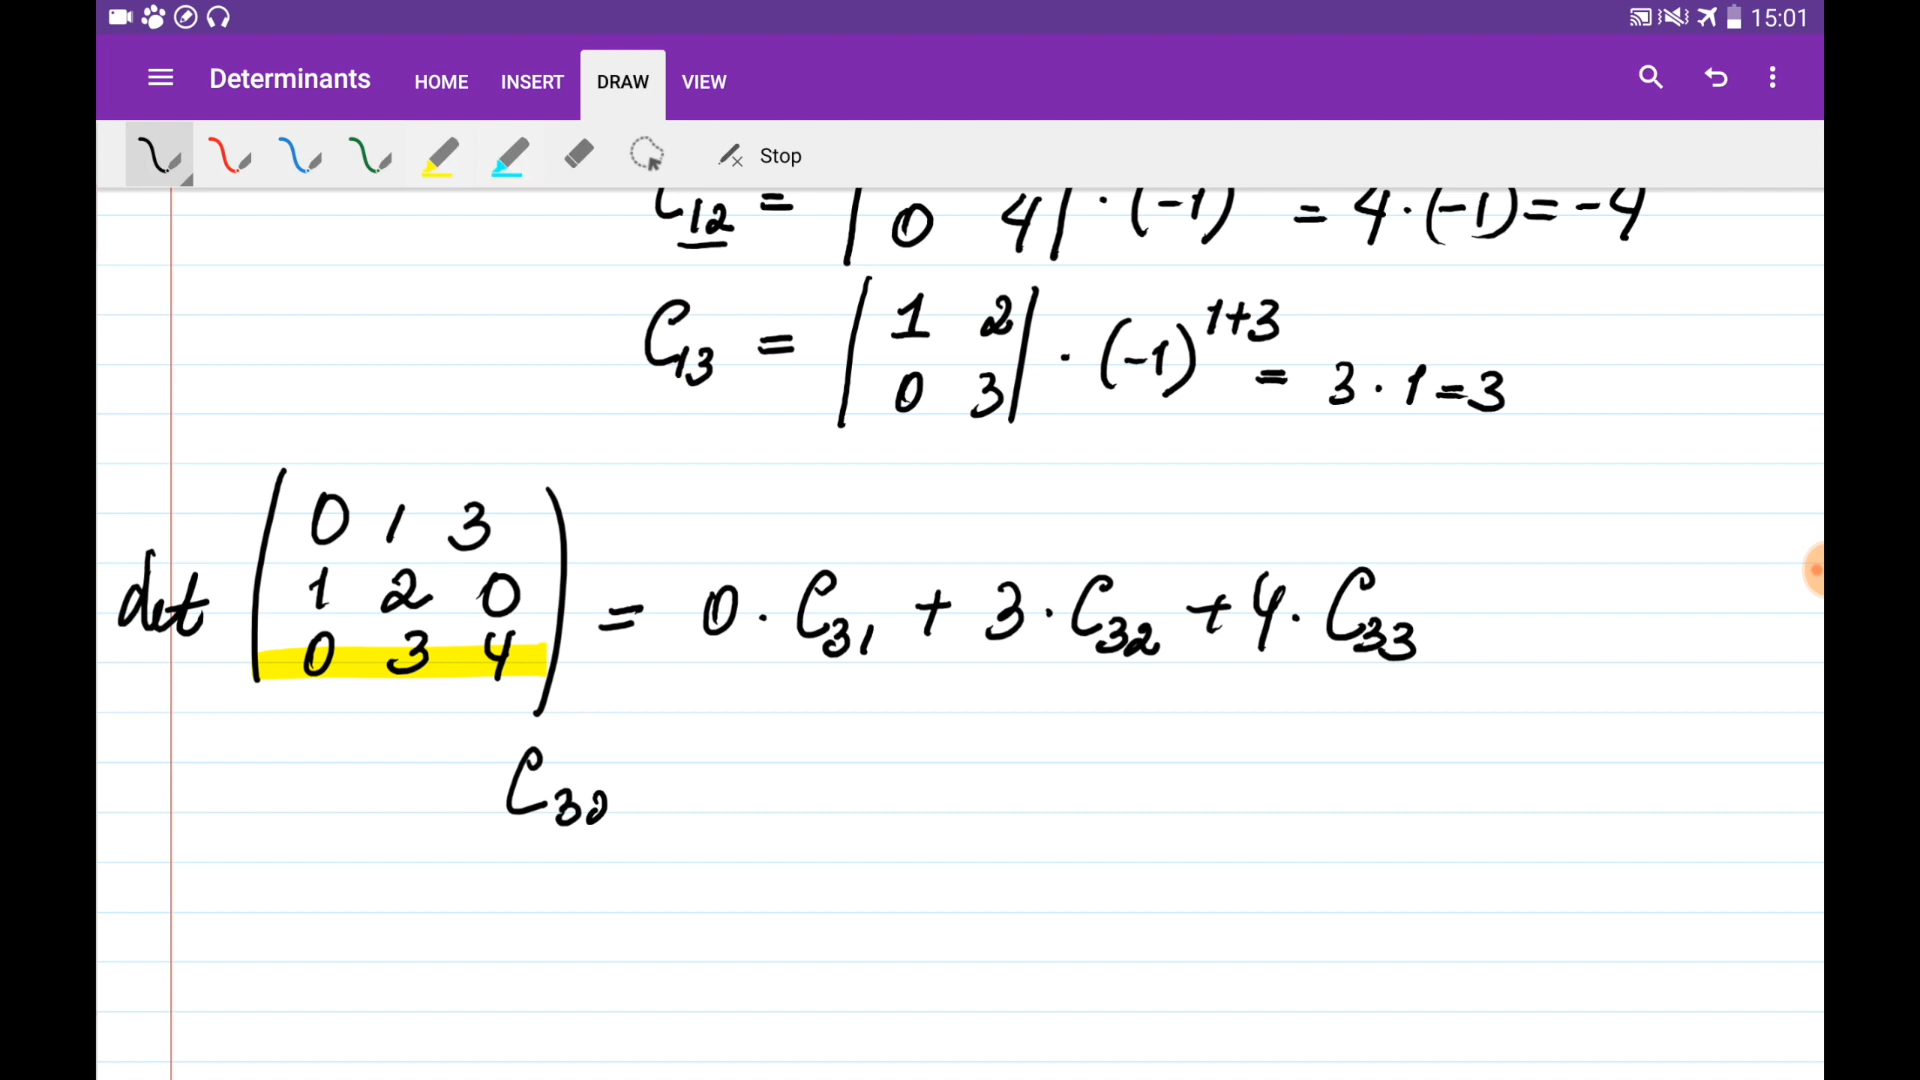 15:01
Determinants HOME INSERT DRAW VIEW
Stop
C₁₂ = | 0 4 | · (-1) = 4 · (-1) = -4
C₁₃ = | 1 2 | · (-1)¹⁺³
| 0 3 | = 3 · 1 = 3
0 1 3
det ( 1 2 0 ) = 0 · C₃₁ + 3 · C₃₂ + 4 · C₃₃
0 3 4